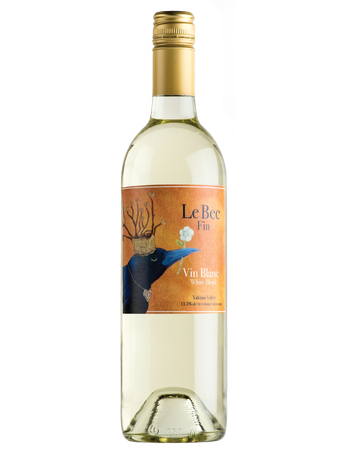 Le Bec
Fin
Vin Blanc
White Blend
Yakima Valley